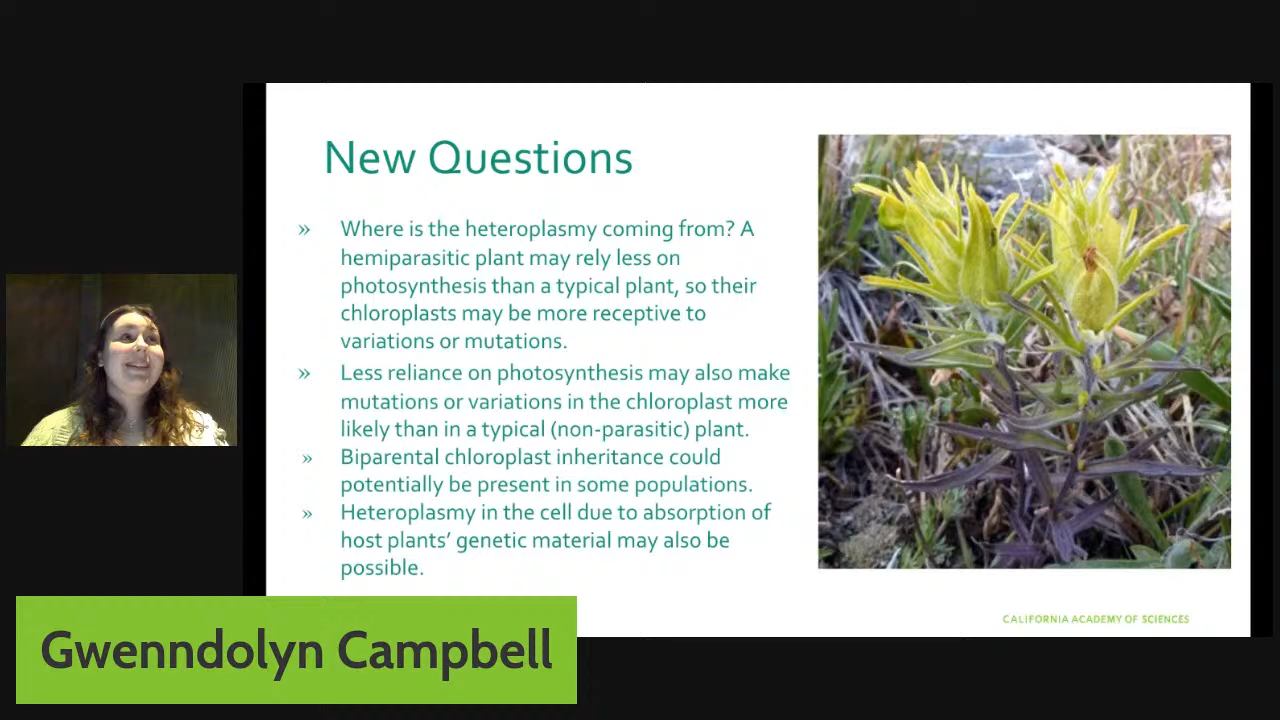 New Questions
» Where is the heteroplasmy coming from? A
hemiparasitic plant may rely less on
photosynthesis than a typical plant, so their
chloroplasts may be more receptive to
variations or mutations.
» Less reliance on photosynthesis may also make
mutations or variations in the chloroplast more
likely than in a typical (non-parasitic) plant.
» Biparental chloroplast inheritance could
potentially be present in some populations.
» Heteroplasmy in the cell due to absorption of
host plants’ genetic material may also be
possible.
CALIFORNIA ACADEMY OF SCIENCES
Gwenndolyn Campbell